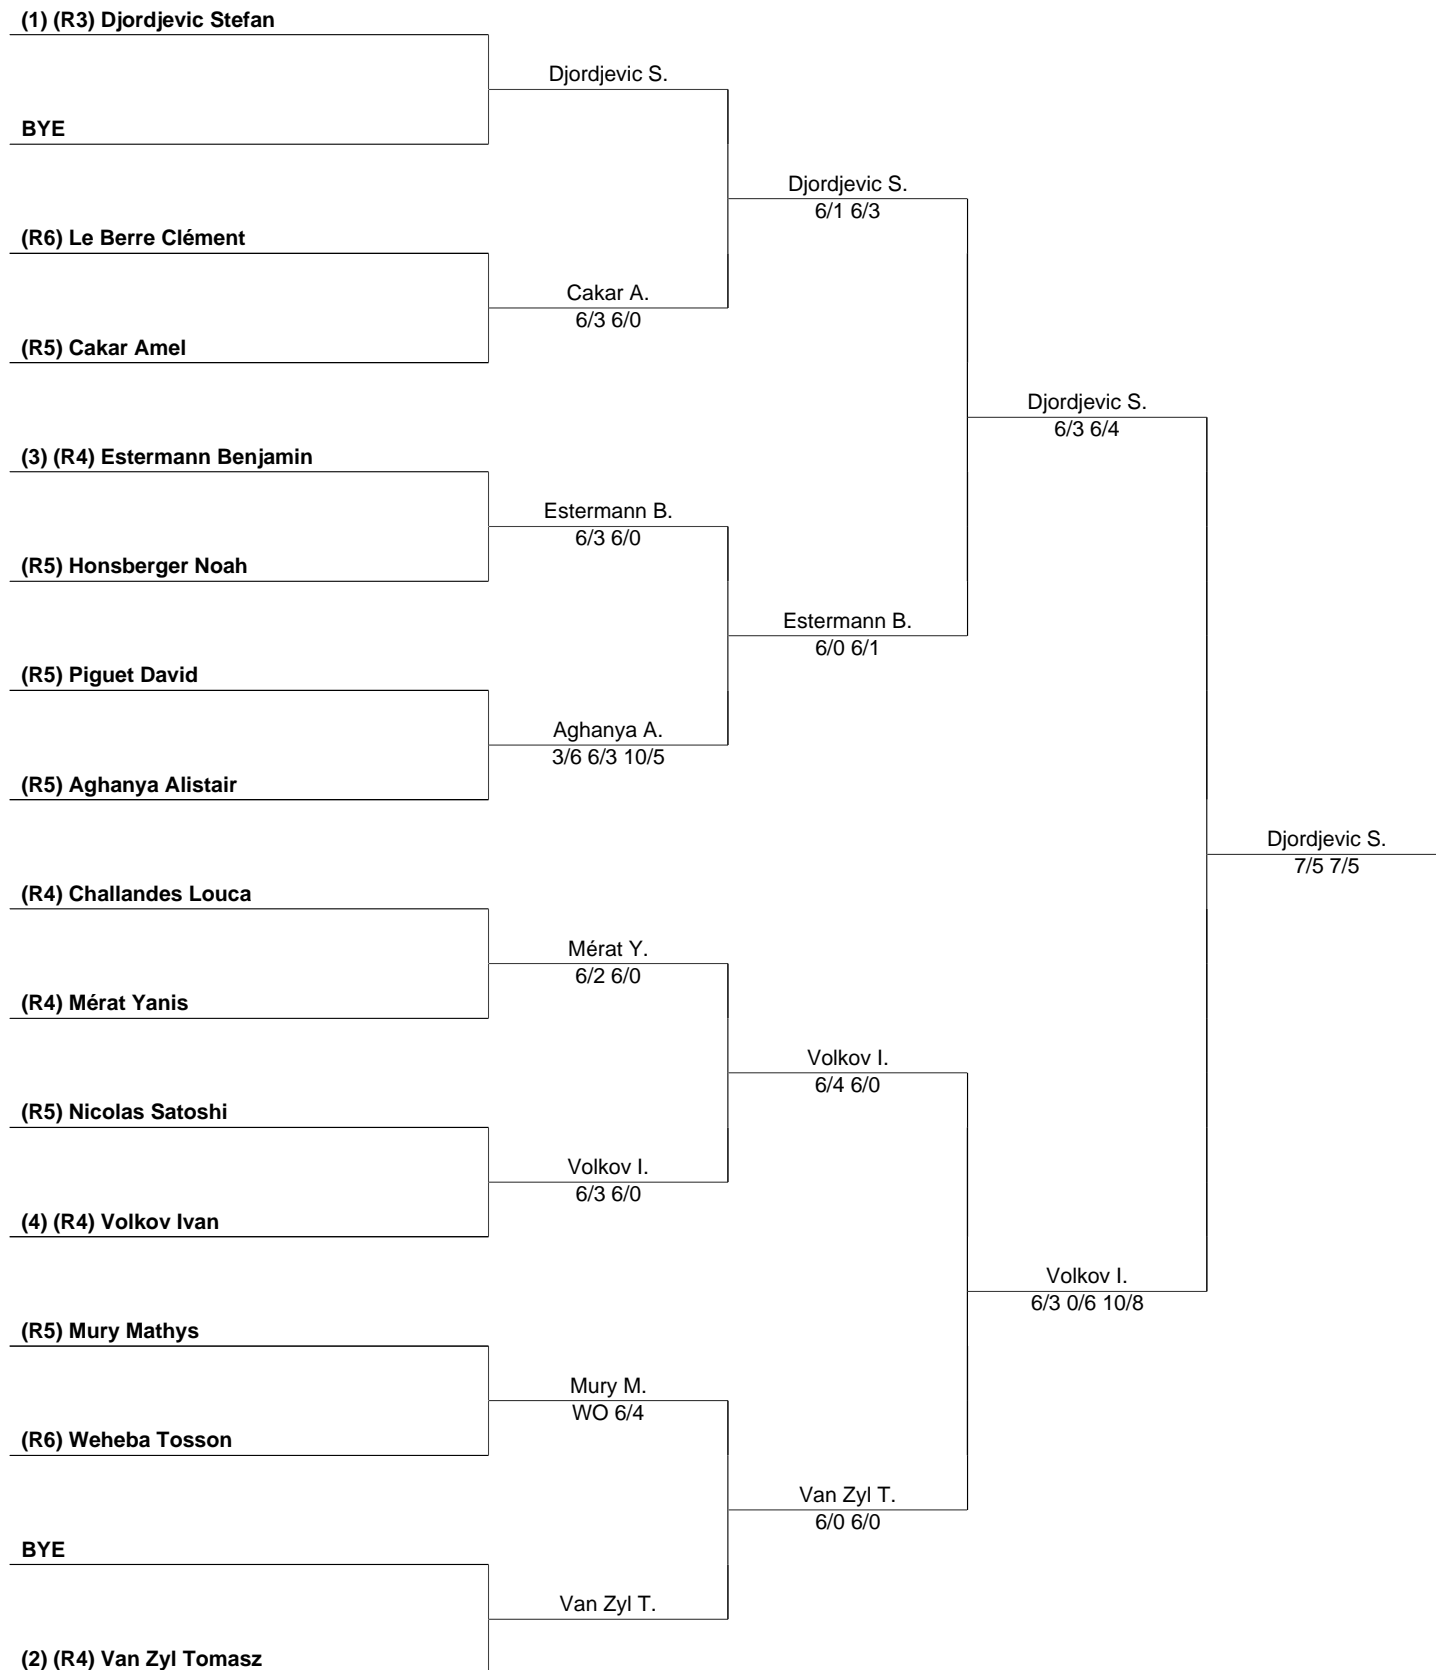 (1) (R3) Djordjevic Stefan
Djordjevic S.
BYE
Djordjevic S.
6/1 6/3
(R6) Le Berre Clément
Cakar A.
6/3 6/0
(R5) Cakar Amel
Djordjevic S.
6/3 6/4
(3) (R4) Estermann Benjamin
Estermann B.
6/3 6/0
(R5) Honsberger Noah
Estermann B.
6/0 6/1
(R5) Piguet David
Aghanya A.
3/6 6/3 10/5
(R5) Aghanya Alistair
Djordjevic S.
7/5 7/5
(R4) Challandes Louca
Mérat Y.
6/2 6/0
(R4) Mérat Yanis
Volkov I.
6/4 6/0
(R5) Nicolas Satoshi
Volkov I.
6/3 6/0
(4) (R4) Volkov Ivan
Volkov I.
6/3 0/6 10/8
(R5) Mury Mathys
Mury M.
WO 6/4
(R6) Weheba Tosson
Van Zyl T.
6/0 6/0
BYE
Van Zyl T.
(2) (R4) Van Zyl Tomasz